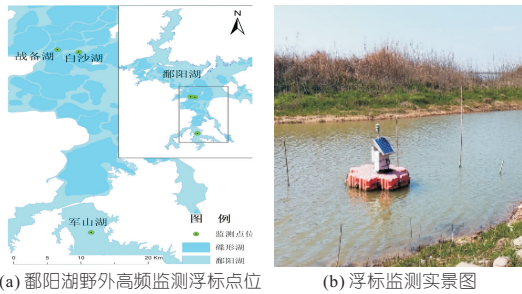 N
战备湖
白沙湖
鄱阳湖
军山湖
图 例
监测点位
碟形湖
鄱阳湖
0 10 20 Km
(a) 鄱阳湖野外高频监测浮标点位
(b) 浮标监测实景图